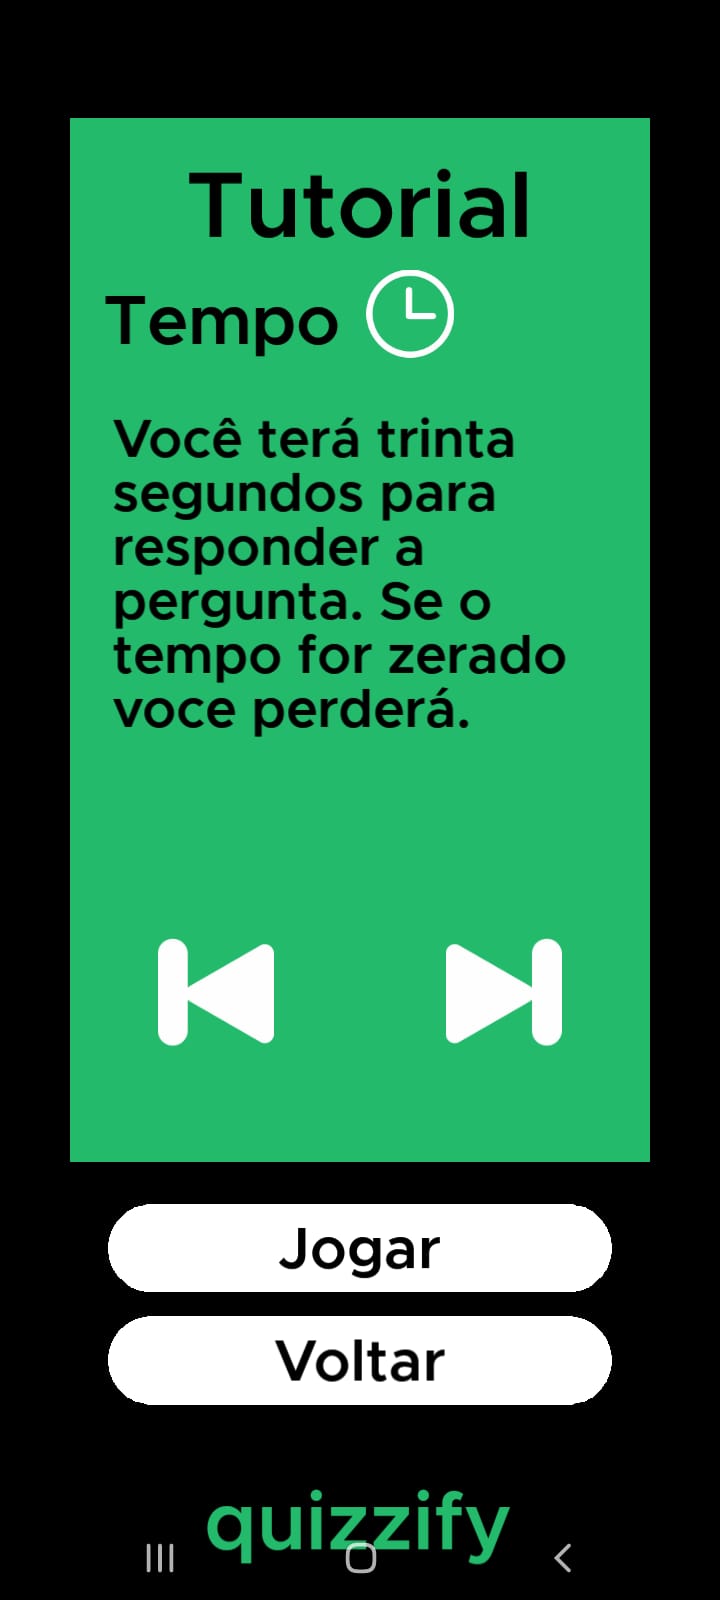 Tutorial
Tempo
Você terá trinta
segundos para
responder a
pergunta. Se o
tempo for zerado
voce perderá.
Jogar
Voltar
quizzify